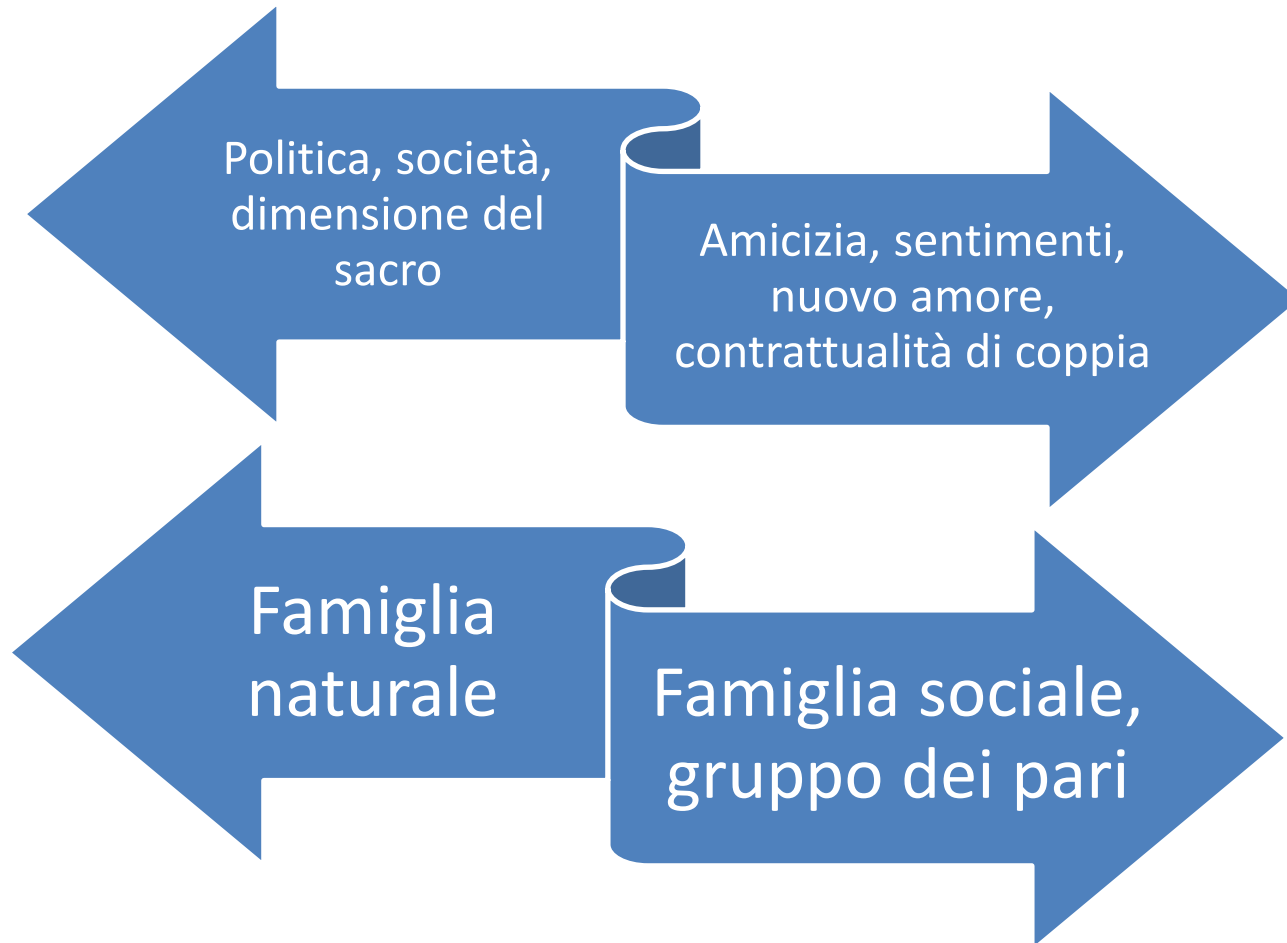 Politica, società,
dimensione del
sacro
Amicizia, sentimenti,
nuovo amore,
contrattualità di coppia
Famiglia
naturale
Famiglia sociale,
gruppo dei pari